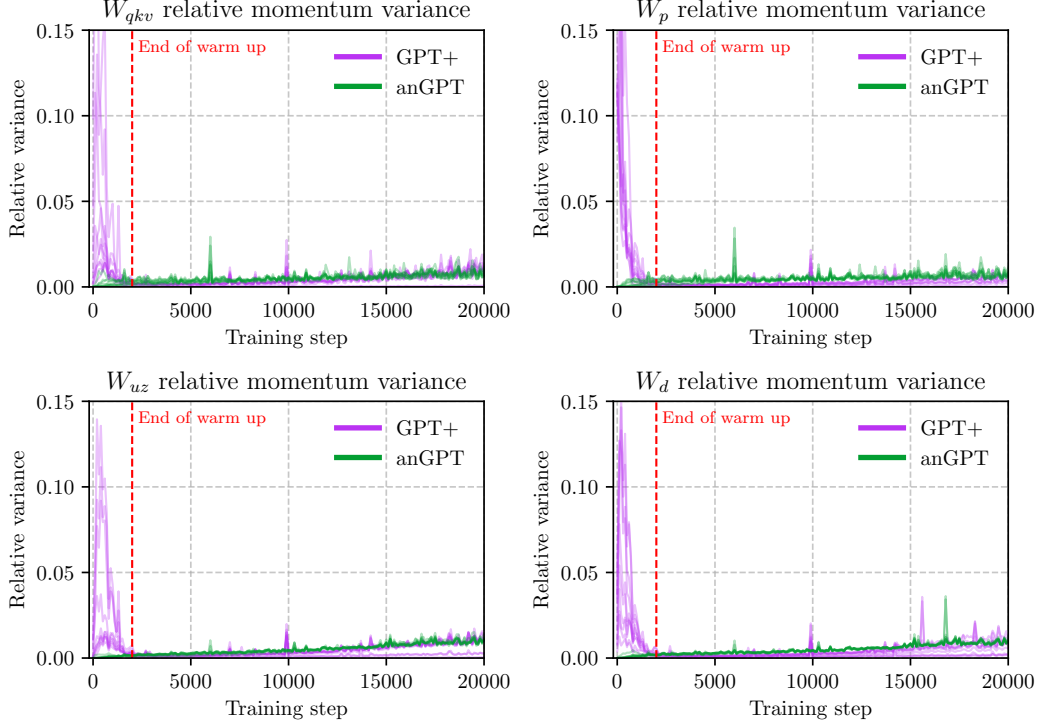 W_{qkv} relative momentum variance
0.15
0.10
0.05
0.00
Relative variance
End of warm up
GPT+
anGPT
0 5000 10000 15000 20000
Training step
W_p relative momentum variance
0.15
0.10
0.05
0.00
Relative variance
End of warm up
GPT+
anGPT
0 5000 10000 15000 20000
Training step
W_{uz} relative momentum variance
0.15
0.10
0.05
0.00
Relative variance
End of warm up
GPT+
anGPT
0 5000 10000 15000 20000
Training step
W_d relative momentum variance
0.15
0.10
0.05
0.00
Relative variance
End of warm up
GPT+
anGPT
0 5000 10000 15000 20000
Training step